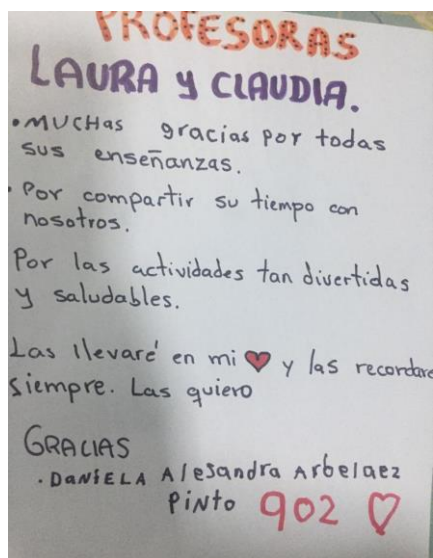 PROFESORAS
LAURA y CLAUDIA.
• MUCHas gracias por todas
sus enseñanzas.
• Por compartir su tiempo con
nosotros.
Por las actividades tan divertidas
y saludables.
Las llevaré en mi ♥ y las recordare
siempre. Las quiero
GRACIAS
. DANiELA Alesandra Arbelaez
PiNto 902 ♡